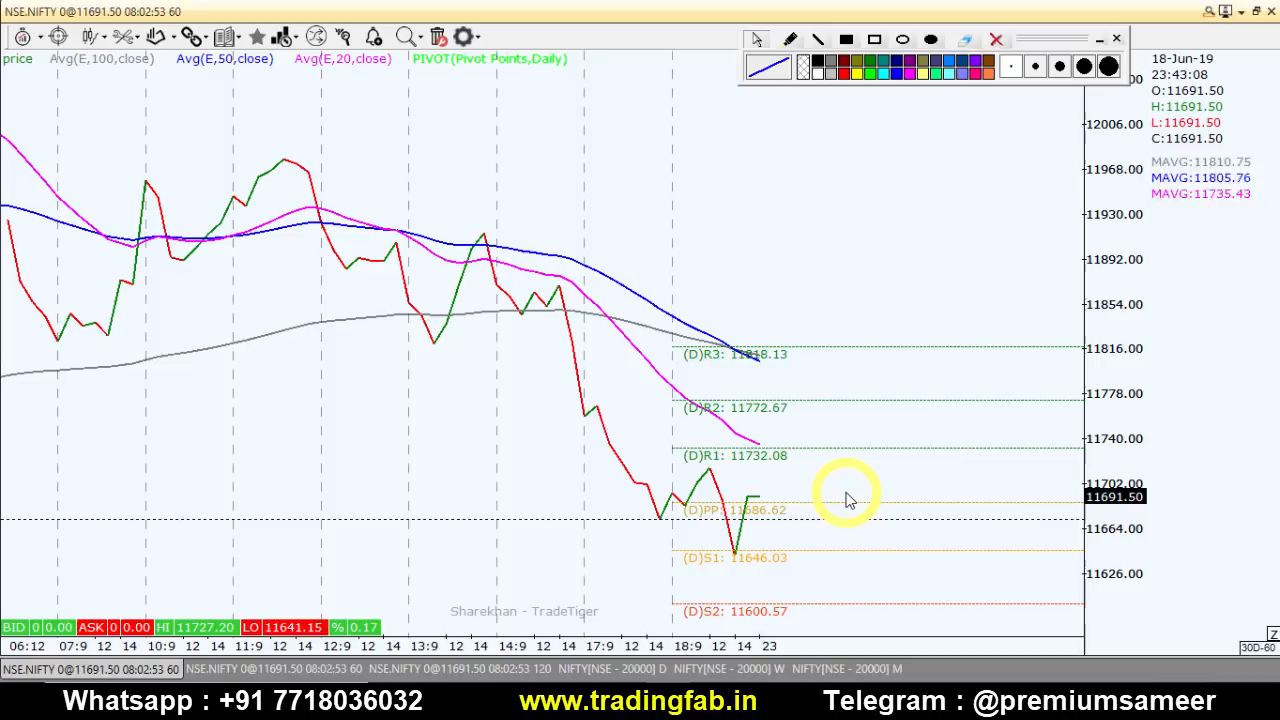 NSE.NIFTY 0@11691.50 08:02:53 60
price Avg(E,100,close) Avg(E,50,close) Avg(E,20,close) PIVOT(Pivot Points,Daily)
18-Jun-19
23:43:08
O:11691.50
H:11691.50
L:11691.50
C:11691.50
MAVG:11810.75
MAVG:11805.76
MAVG:11735.43
12006.00
11968.00
11930.00
11892.00
11854.00
11816.00
11778.00
11740.00
11702.00
11691.50
11664.00
11626.00
(D)R3: 11818.13
(D)R2: 11772.67
(D)R1: 11732.08
(D)PP: 11686.62
(D)S1: 11646.03
(D)S2: 11600.57
Sharekhan - TradeTiger
BID 0 0.00 ASK 0 0.00 HI 11727.20 LO 11641.15 % 0.17
06:12 07:9 12 14 10:9 12 14 11:9 12 14 12:9 12 14 13:9 12 14 14:9 12 14 17:9 12 14 18:9 12 14 23
Z
30D-60
NSE.NIFTY 0@11691.50 08:02:53 60 NSE.NIFTY 0@11691.50 08:02:53 60 NSE.NIFTY 0@11691.50 08:02:53 120 NIFTY[NSE - 20000] D NIFTY[NSE - 20000] W NIFTY[NSE - 20000] M
Whatsapp : +91 7718036032 www.tradingfab.in Telegram : @premiumsameer